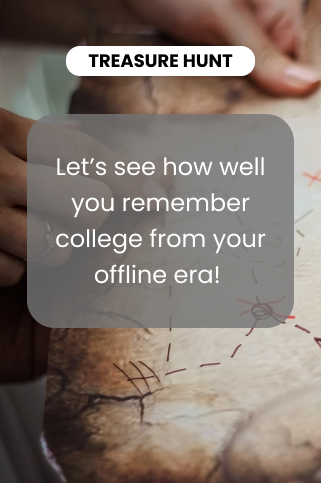 TREASURE HUNT
Let’s see how well
you remember
college from your
offline era!